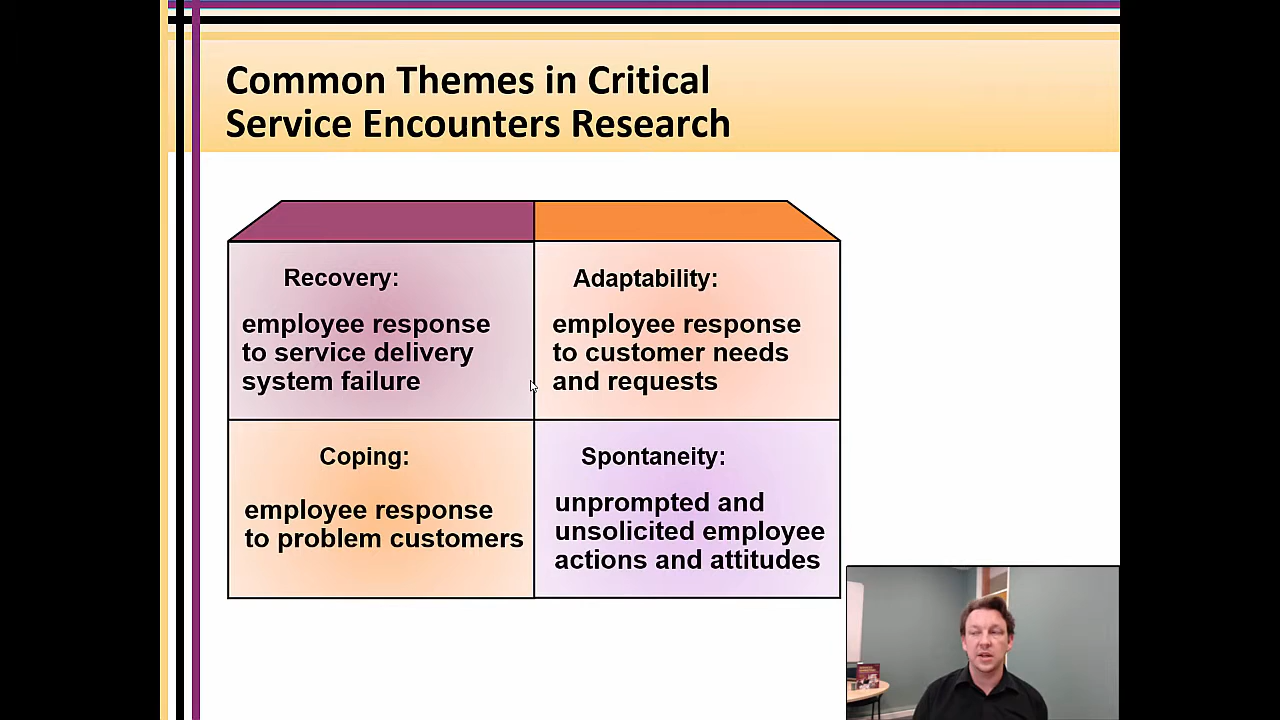 Common Themes in Critical
Service Encounters Research
Recovery:
employee response
to service delivery
system failure
Adaptability:
employee response
to customer needs
and requests
Coping:
employee response
to problem customers
Spontaneity:
unprompted and
unsolicited employee
actions and attitudes